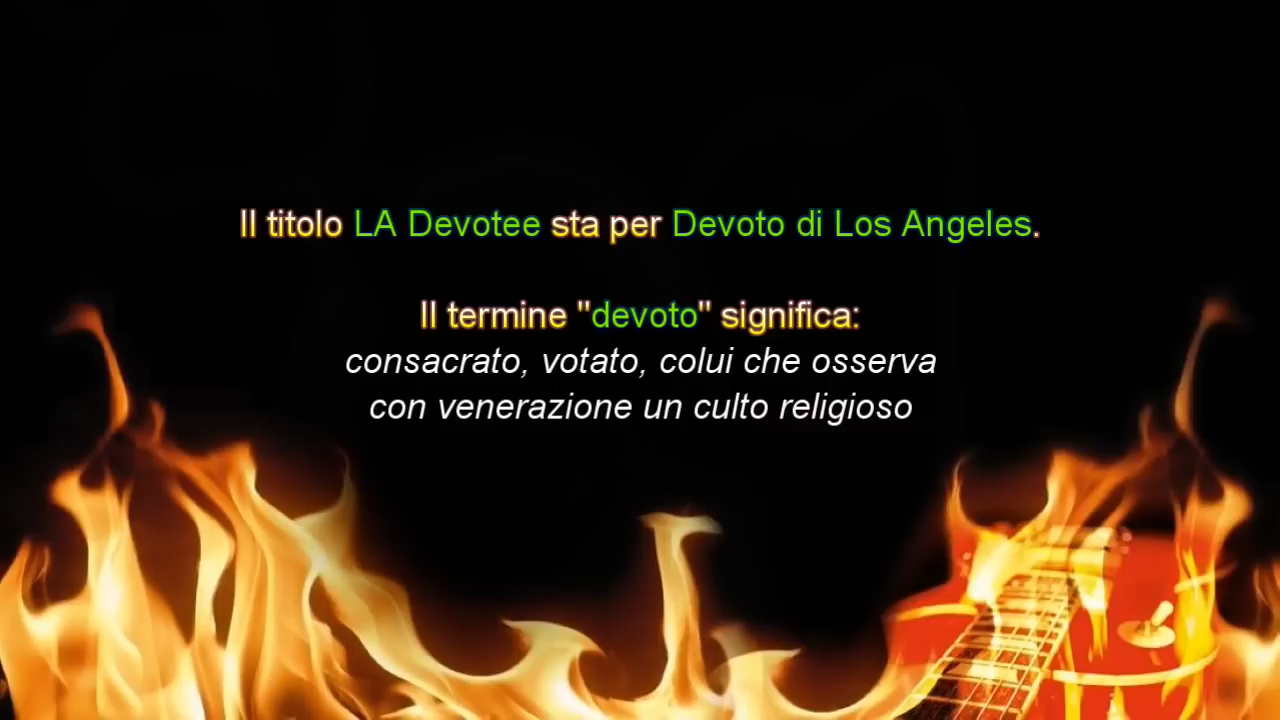 Il titolo LA Devotee sta per Devoto di Los Angeles.
Il termine "devoto" significa:
consacrato, votato, colui che osserva
con venerazione un culto religioso